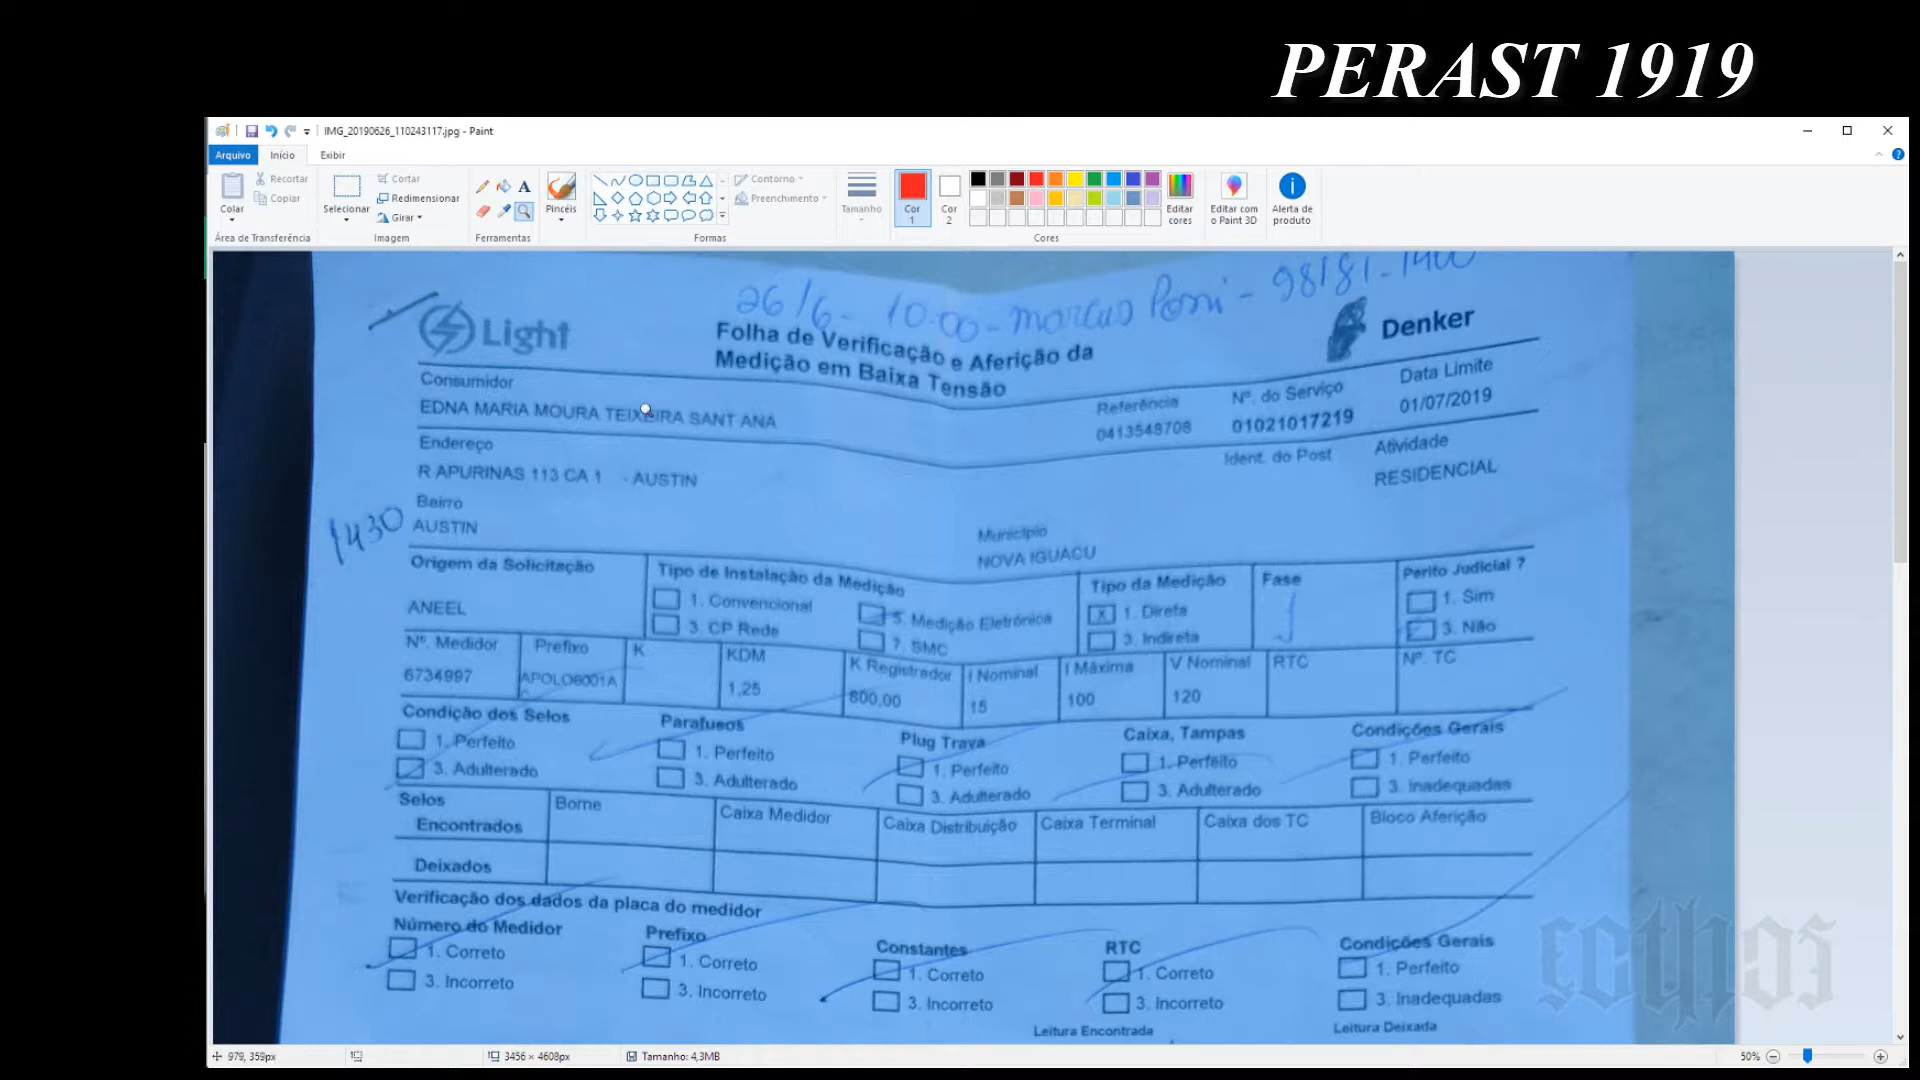 PERAST 1919
IMG_20190626_110243117.jpg - Paint
Arquivo Início Exibir
Colar
Recortar
Copiar
Área de Transferência
Selecionar
Cortar
Redimensionar
Girar
Imagem
A
Ferramentas
Pincéis
Contorno
Preenchimento
Formas
Tamanho
Cor 1
Cor 2
Cores
Editar cores
Editar com o Paint 3D
Alerta de produto
26/6 - 10:00 - marcus - 98181-1400
Light
Folha de Verificação e Aferição da
Medição em Baixa Tensão
Denker
Consumidor
EDNA MARIA MOURA TEIXEIRA SANT ANA
Referência
0413548708
Nº. do Serviço
01021017219
Data Limite
01/07/2019
Endereço
R APURINAS 113 CA 1 - AUSTIN
Ident. do Post
Atividade
RESIDENCIAL
1430
Bairro
AUSTIN
Município
NOVA IGUACU
Origem da Solicitação
ANEEL
Tipo de Instalação da Medição
1. Convencional
3. CP Rede
5. Medição Eletrônica
7. SMC
Tipo da Medição
x 1. Direta
3. Indireta
Fase
Perito Judicial ?
1. Sim
3. Não
Nº. Medidor
6734997
Prefixo
APOLO6001A
K
KDM
1,25
K Registrador
800,00
I Nominal
15
I Máxima
100
V Nominal
120
RTC
Nº. TC
Condição dos Selos
1. Perfeito
3. Adulterado
Parafusos
1. Perfeito
3. Adulterado
Plug Trava
1. Perfeito
3. Adulterado
Caixa, Tampas
1. Perfeito
3. Adulterado
Condições Gerais
1. Perfeito
3. Inadequadas
Selos
Encontrados
Deixados
Borne
Caixa Medidor
Caixa Distribuição
Caixa Terminal
Caixa dos TC
Bloco Aferição
Verificação dos dados da placa do medidor
Número do Medidor
1. Correto
3. Incorreto
Prefixo
1. Correto
3. Incorreto
Constantes
1. Correto
3. Incorreto
RTC
1. Correto
3. Incorreto
Condições Gerais
1. Perfeito
3. Inadequadas
Leitura Encontrada
Leitura Deixada
979, 359px
3456 × 4608px
Tamanho: 4,3MB
50%